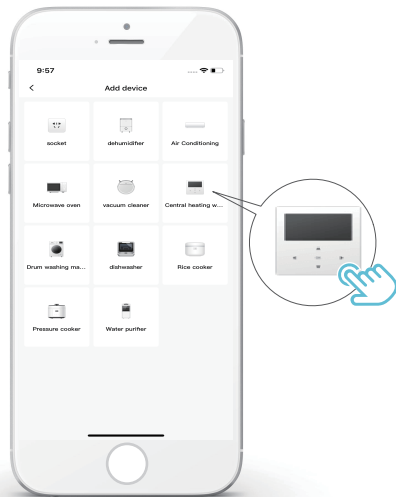 9:57
Add device
socket
dehumidifier
Air Conditioning
Microwave oven
vacuum cleaner
Central heating w...
Drum washing ma...
dishwasher
Rice cooker
Pressure cooker
Water purifier